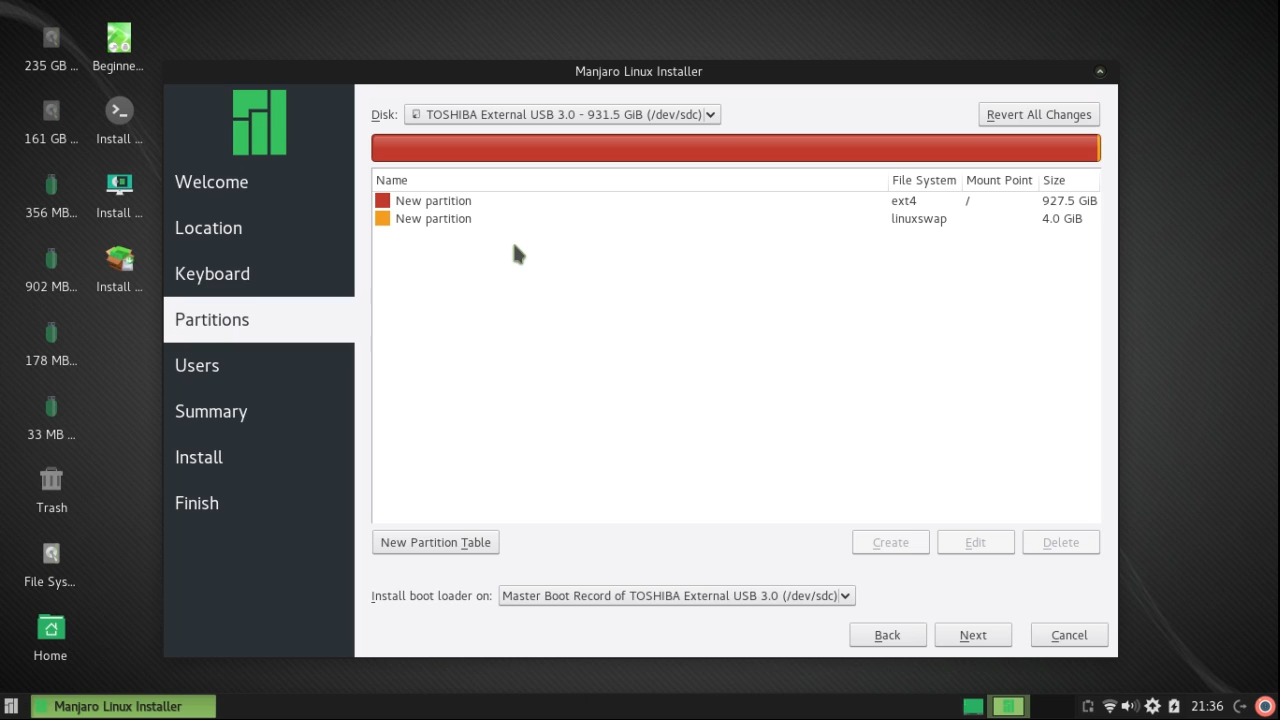 Manjaro Linux Installer
235 GB ...
Beginne...
161 GB ...
Install ...
356 MB...
Install ...
902 MB...
Install ...
178 MB...
33 MB ...
Trash
File Sys...
Home
Welcome
Location
Keyboard
Partitions
Users
Summary
Install
Finish
Disk: TOSHIBA External USB 3.0 - 931.5 GiB (/dev/sdc)
Revert All Changes
Name File System Mount Point Size
New partition ext4 / 927.5 GiB
New partition linuxswap 4.0 GiB
New Partition Table
Create Edit Delete
Install boot loader on: Master Boot Record of TOSHIBA External USB 3.0 (/dev/sdc)
Back Next Cancel
Manjaro Linux Installer
21:36